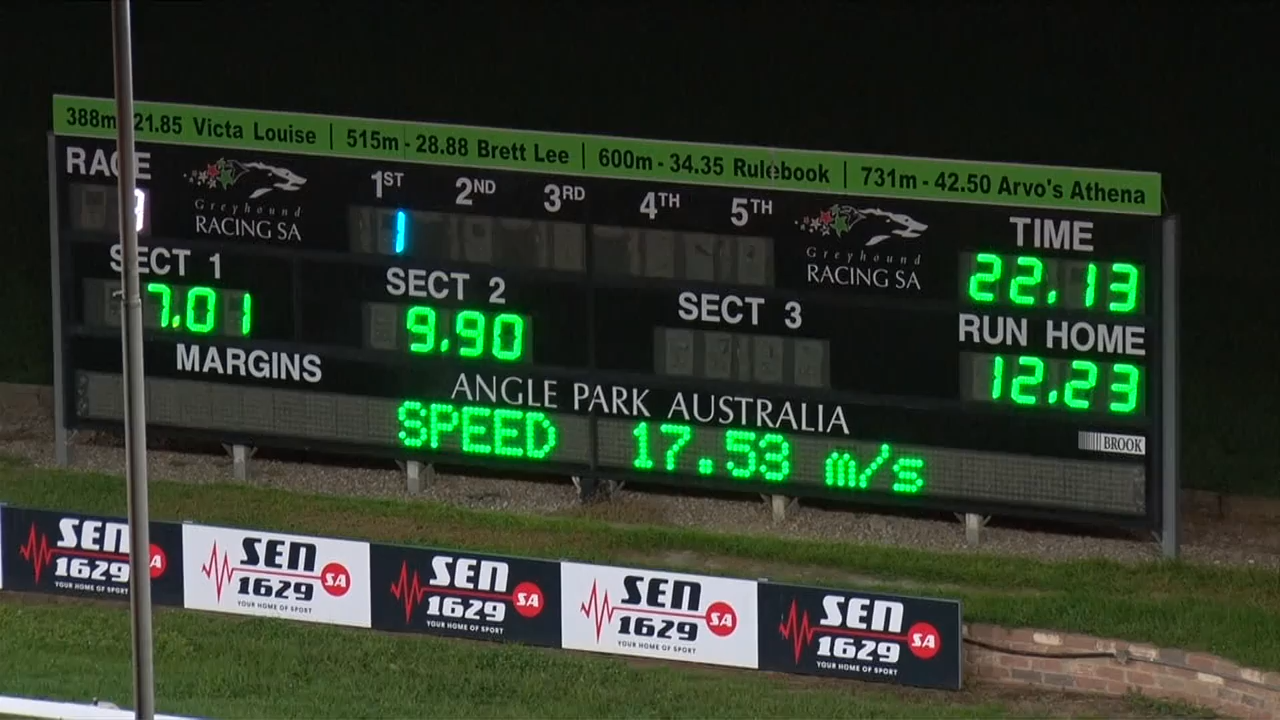 388m 21.85 Victa Louise | 515m - 28.88 Brett Lee | 600m - 34.35 Rulebook | 731m - 42.50 Arvo's Athena
RACE
Greyhound
RACING SA
1ST 2ND 3RD 4TH 5TH
1
Greyhound
RACING SA
TIME
22.13
SECT 1
7.01
SECT 2
9.90
SECT 3
RUN HOME
12.23
MARGINS
ANGLE PARK AUSTRALIA
BROOK
SPEED 17.53 m/s
SEN
1629
YOUR HOME OF SPORT
SEN
1629
SA
YOUR HOME OF SPORT
SEN
1629
SA
YOUR HOME OF SPORT
SEN
1629
SA
YOUR HOME OF SPORT
SEN
1629
SA
YOUR HOME OF SPORT